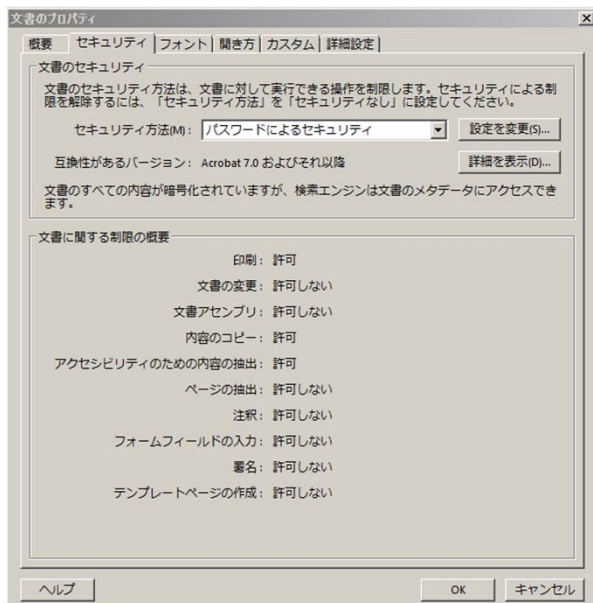 文書のプロパティ
概要 セキュリティ フォント 開き方 カスタム 詳細設定
文書のセキュリティ
文書のセキュリティ方法は、文書に対して実行できる操作を制限します。セキュリティによる制
限を解除するには、「セキュリティ方法」を「セキュリティなし」に設定してください。
セキュリティ方法(M): パスワードによるセキュリティ 設定を変更(S)...
互換性があるバージョン: Acrobat 7.0 およびそれ以降 詳細を表示(D)...
文書のすべての内容が暗号化されていますが、検索エンジンは文書のメタデータにアクセスでき
ます。
文書に関する制限の概要
印刷: 許可
文書の変更: 許可しない
文書アセンブリ: 許可しない
内容のコピー: 許可
アクセシビリティのための内容の抽出: 許可
ページの抽出: 許可しない
注釈: 許可しない
フォームフィールドの入力: 許可しない
署名: 許可しない
テンプレートページの作成: 許可しない
ヘルプ OK キャンセル